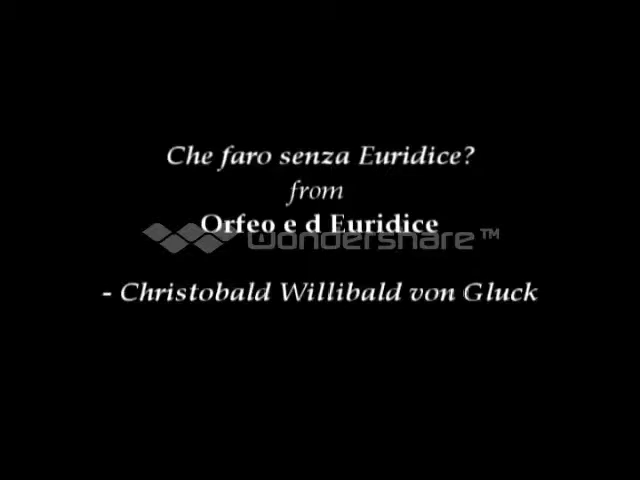 Che faro senza Euridice?
from
Orfeo e d Euridice
wondershare™
- Christobald Willibald von Gluck